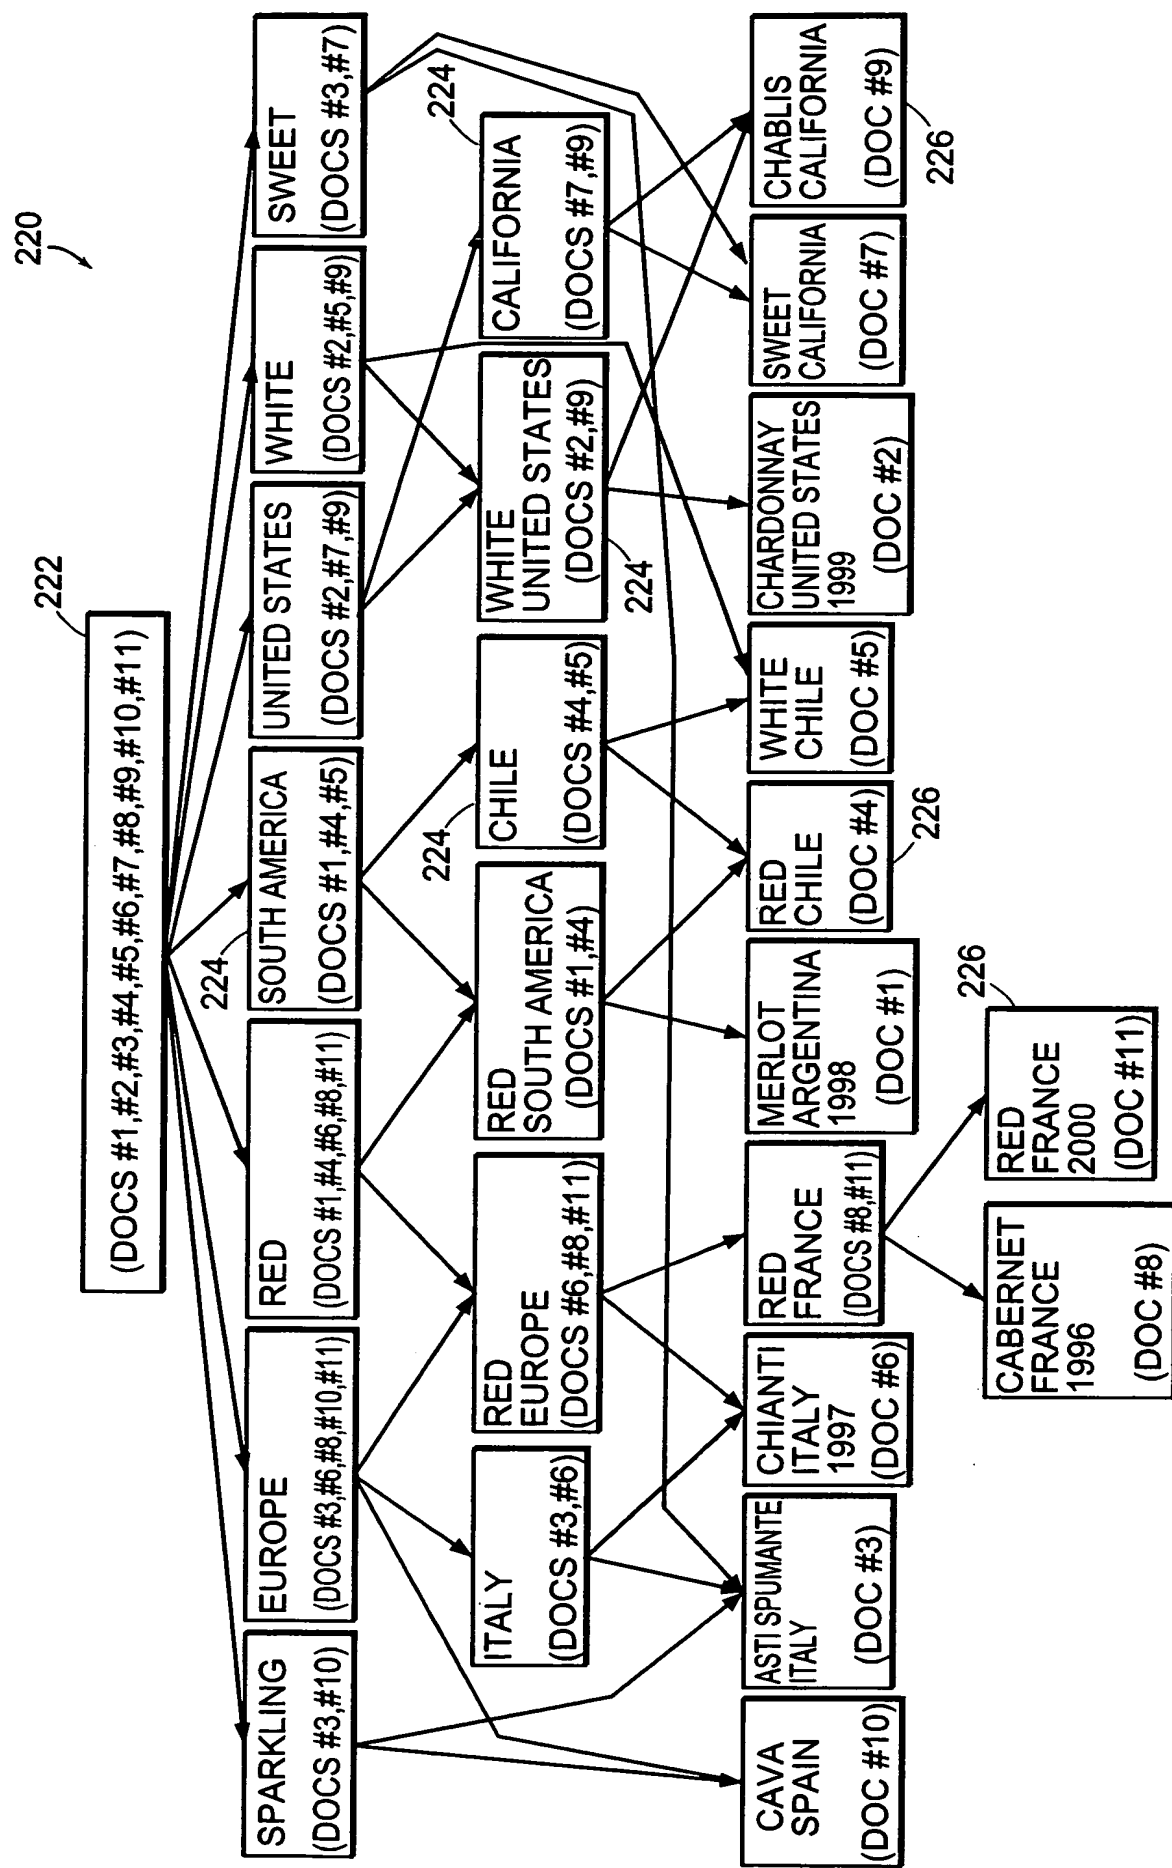 220
222
(DOCS #1,#2,#3,#4,#5,#6,#7,#8,#9,#10,#11)
SPARKLING
(DOCS #3,#10)
EUROPE
(DOCS #3,#6,#8,#10,#11)
RED
(DOCS #1,#4,#6,#8,#11)
224
SOUTH AMERICA
(DOCS #1,#4,#5)
UNITED STATES
(DOCS #2,#7,#9)
WHITE
(DOCS #2,#5,#9)
SWEET
(DOCS #3,#7)
ITALY
(DOCS #3,#6)
RED
EUROPE
(DOCS #6,#8,#11)
RED
SOUTH AMERICA
(DOCS #1,#4)
224
CHILE
(DOCS #4,#5)
WHITE
UNITED STATES
(DOCS #2,#9)
224
224
CALIFORNIA
(DOCS #7,#9)
CAVA
SPAIN
(DOC #10)
ASTI SPUMANTE
ITALY
(DOC #3)
CHIANTI
ITALY
1997
(DOC #6)
RED
FRANCE
(DOCS #8,#11)
MERLOT
ARGENTINA
1998
(DOC #1)
RED
CHILE
(DOC #4)
226
WHITE
CHILE
(DOC #5)
CHARDONNAY
UNITED STATES
1999
(DOC #2)
SWEET
CALIFORNIA
(DOC #7)
CHABLIS
CALIFORNIA
(DOC #9)
226
CABERNET
FRANCE
1996
(DOC #8)
226
RED
FRANCE
2000
(DOC #11)